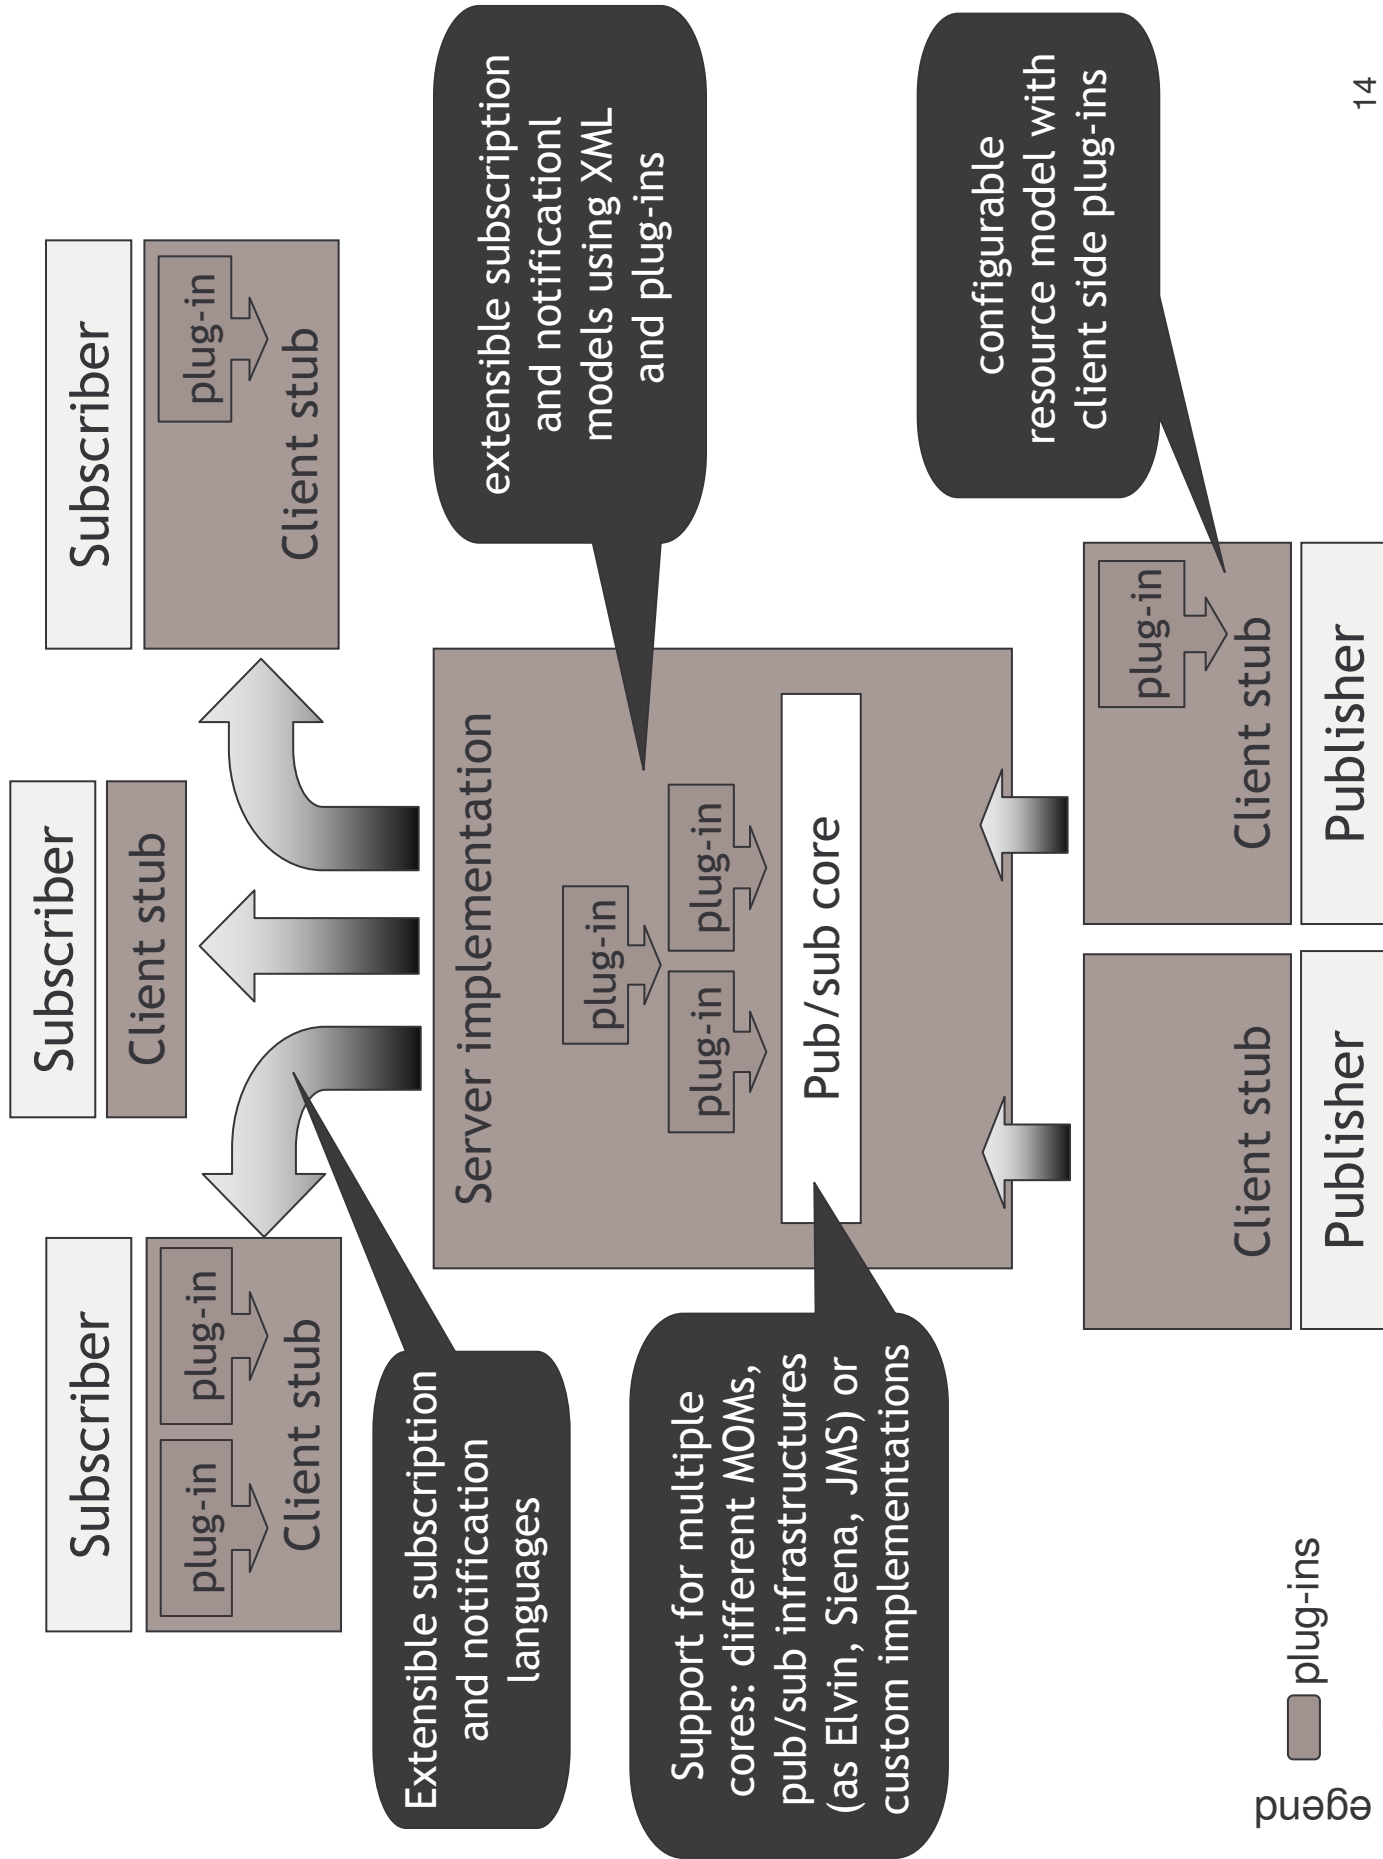 Subscriber
plug-in
plug-in
Client stub
Subscriber
Client stub
Subscriber
plug-in
Client stub
Extensible subscription
and notification
languages
Server implementation
plug-in
plug-in
plug-in
Pub/sub core
extensible subscription
and notificationl
models using XML
and plug-ins
Support for multiple
cores: different MOMs,
pub/sub infrastructures
(as Elvin, Siena, JMS) or
custom implementations
configurable
resource model with
client side plug-ins
Client stub
Publisher
plug-in
Client stub
Publisher
egend
plug-ins
14